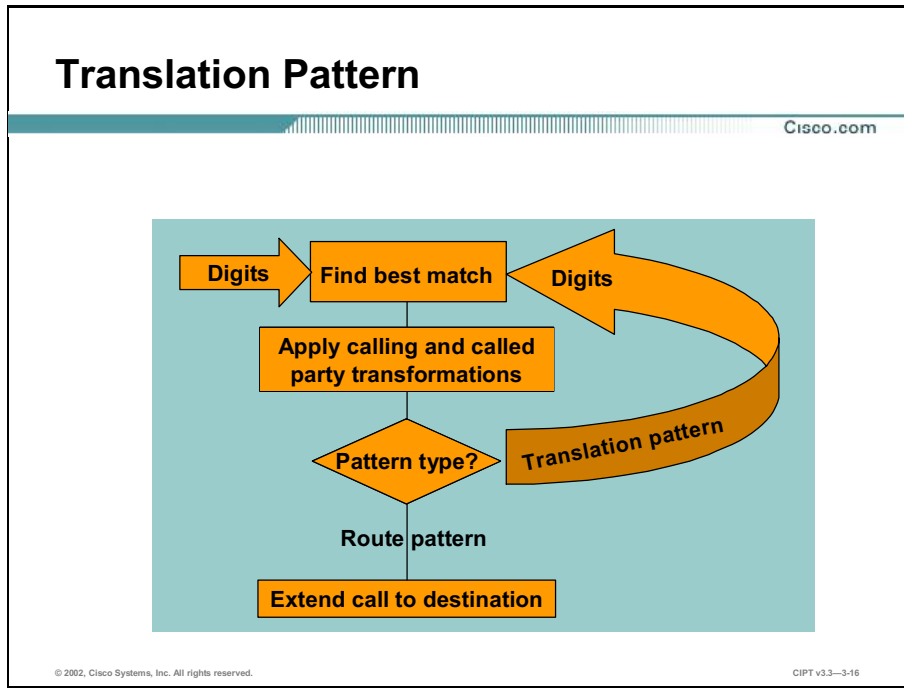 Translation Pattern
Cisco.com
Digits
Find best match
Digits
Apply calling and called
party transformations
Pattern type?
Translation pattern
Route pattern
Extend call to destination
© 2002, Cisco Systems, Inc. All rights reserved.
CIPT v3.3—3-16